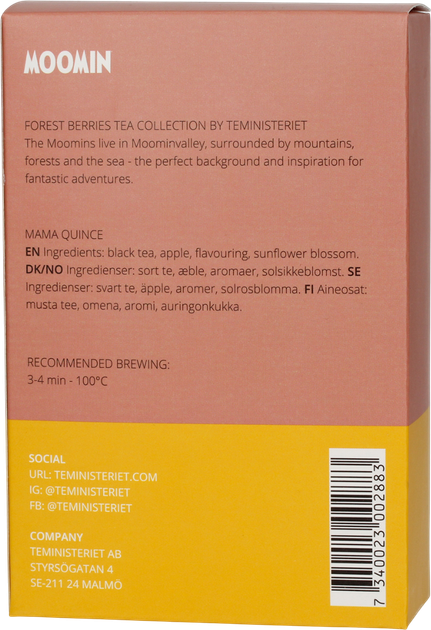 MOOMIN
FOREST BERRIES TEA COLLECTION BY TEMINISTERIET
The Moomins live in Moominvalley, surrounded by mountains,
forests and the sea - the perfect background and inspiration for
fantastic adventures.
MAMA QUINCE
EN Ingredients: black tea, apple, flavouring, sunflower blossom.
DK/NO Ingredienser: sort te, æble, aromaer, solsikkeblomst. SE
Ingredienser: svart te, äpple, aromer, solrosblomma. FI Aineosat:
musta tee, omena, aromi, auringonkukka.
RECOMMENDED BREWING:
3-4 min - 100°C
SOCIAL
URL: TEMINISTERIET.COM
IG: @TEMINISTERIET
FB: @TEMINISTERIET
COMPANY
TEMINISTERIET AB
STYRSÖGATAN 4
SE-211 24 MALMÖ
7 340023 002883